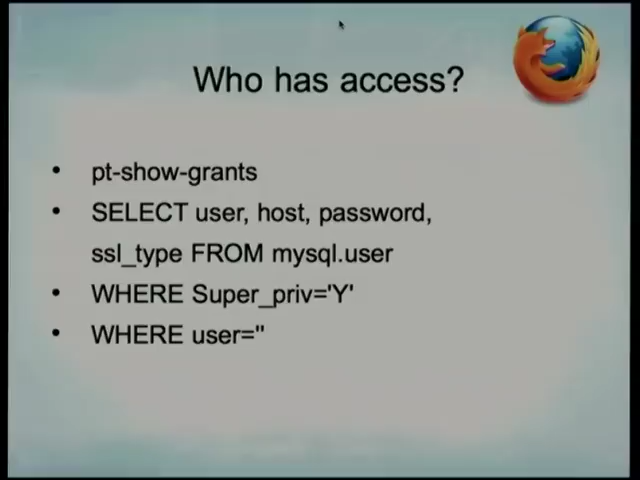 Who has access?
• pt-show-grants
• SELECT user, host, password,
ssl_type FROM mysql.user
• WHERE Super_priv='Y'
• WHERE user=''